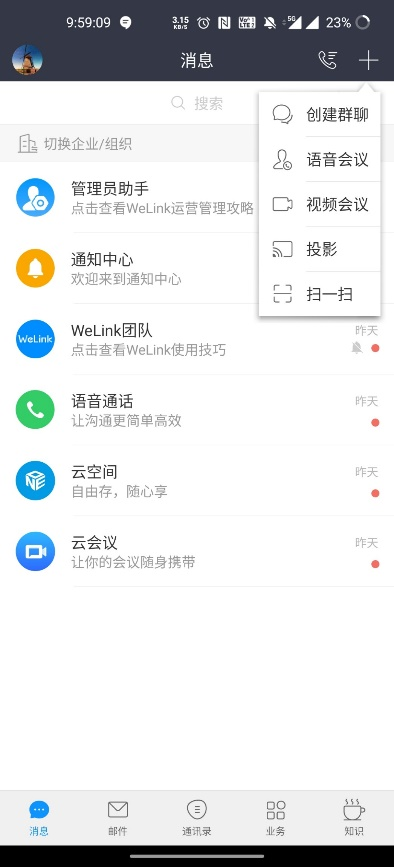 9:59:09
3.15 KB/S
5G
23%
消息
搜索
创建群聊
语音会议
视频会议
投影
扫一扫
切换企业/组织
管理员助手
点击查看WeLink运营管理攻略
通知中心
欢迎来到通知中心
WeLink
WeLink团队
昨天
点击查看WeLink使用技巧
语音通话
昨天
让沟通更简单高效
云空间
昨天
自由存，随心享
云会议
昨天
让你的会议随身携带
消息
邮件
通讯录
业务
知识